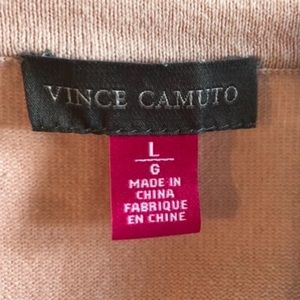 VINCE CAMUTO
L
G
MADE IN
CHINA
FABRIQUE
EN CHINE